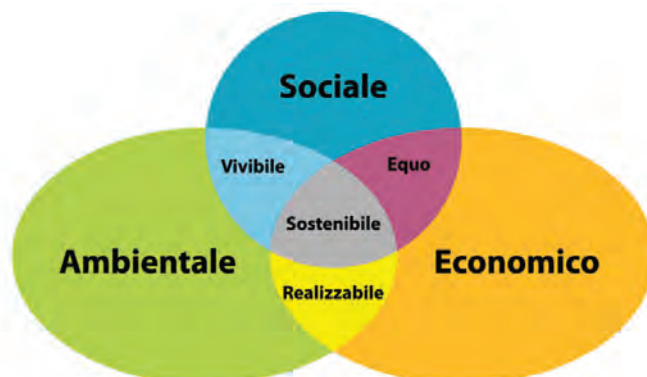 Sociale
Vivibile
Equo
Sostenibile
Ambientale
Economico
Realizzabile